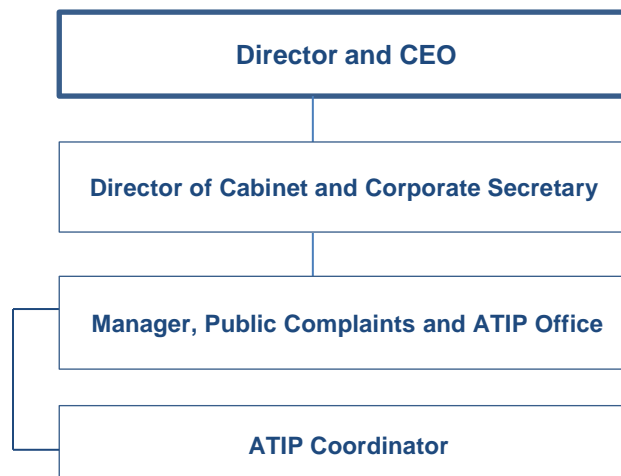 Director and CEO
Director of Cabinet and Corporate Secretary
Manager, Public Complaints and ATIP Office
ATIP Coordinator